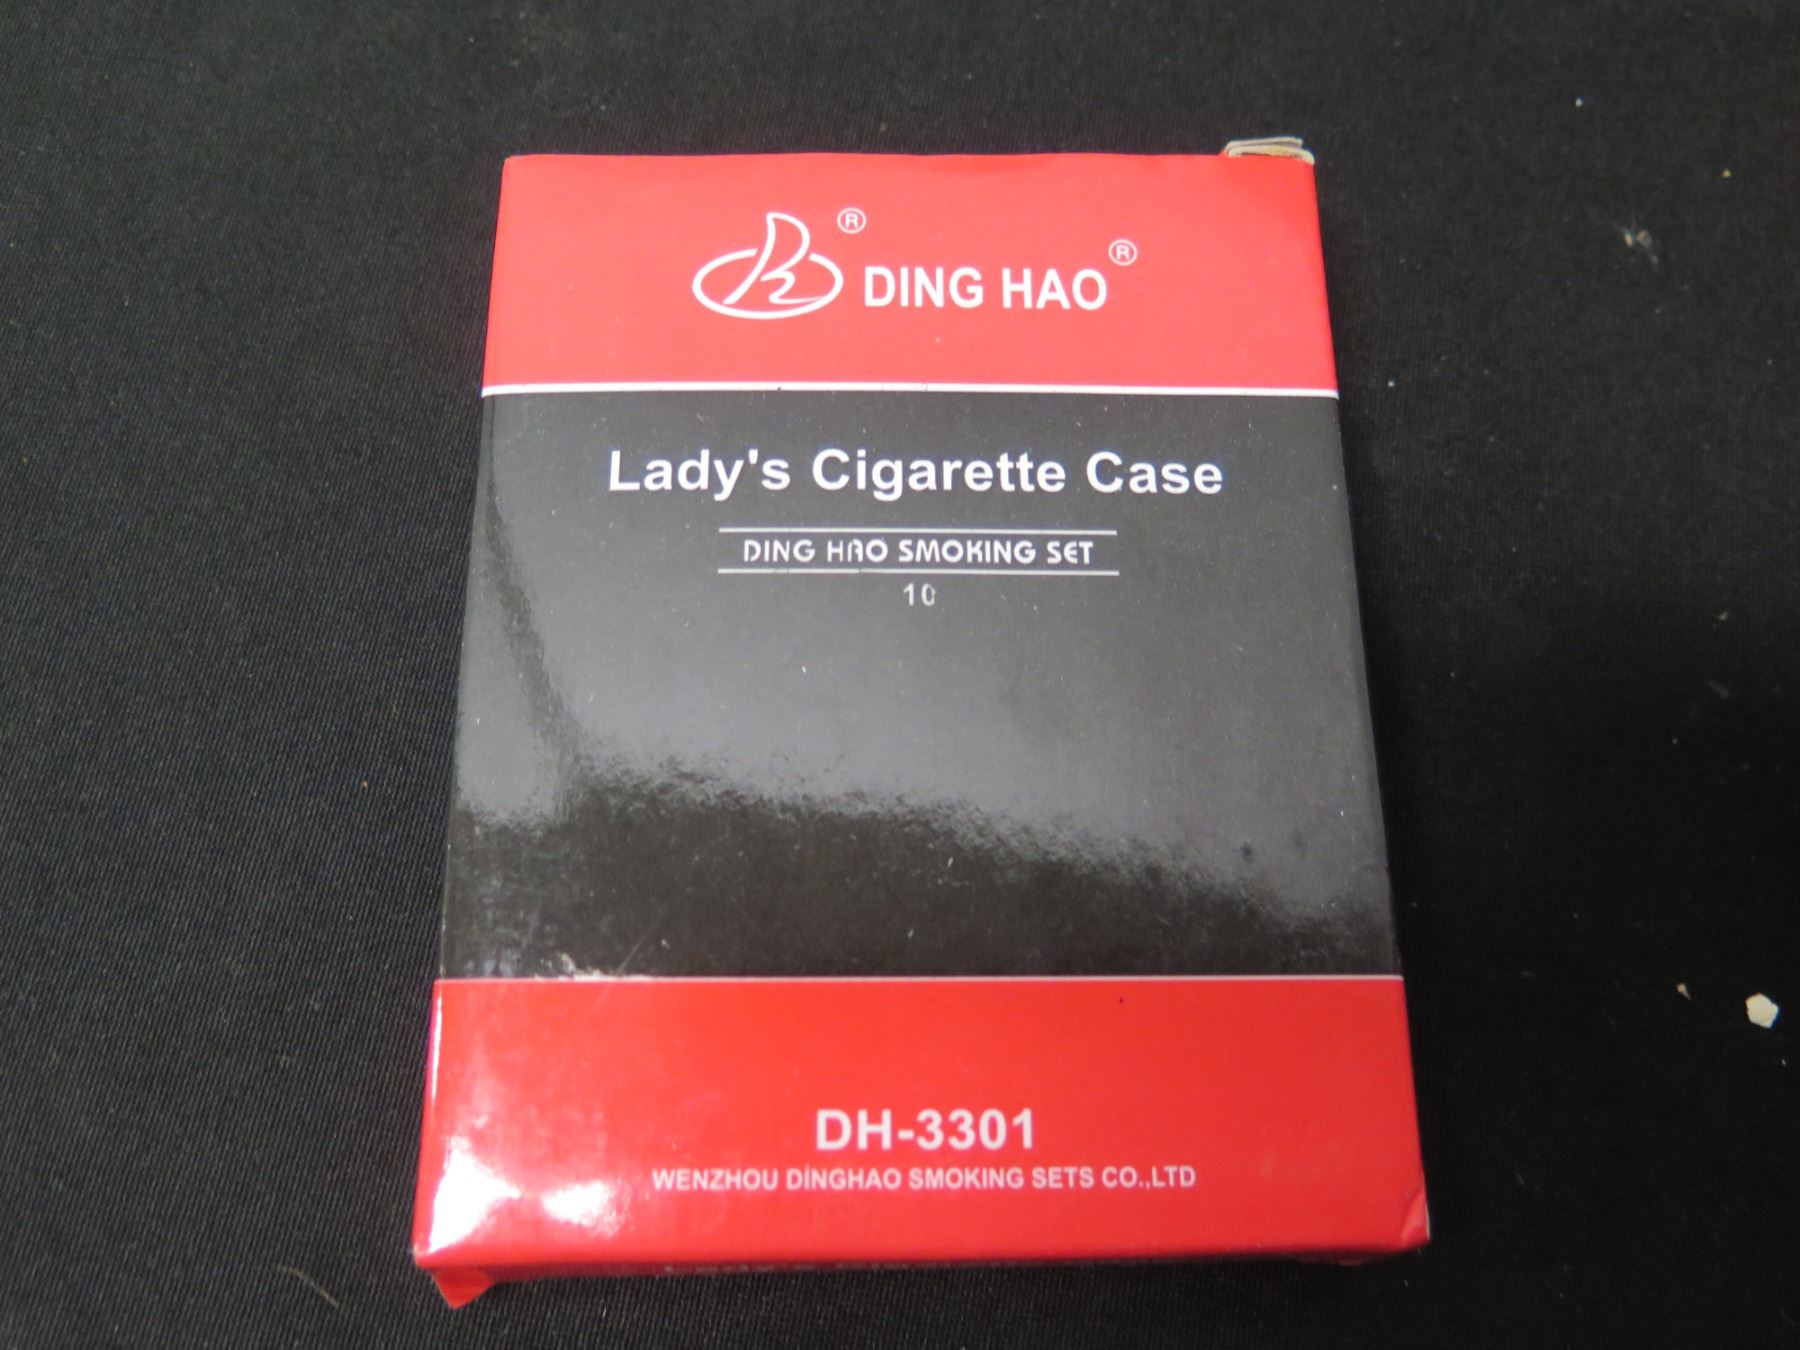 ®
DING HAO®
Lady's Cigarette Case
DING HAO SMOKING SET
10
DH-3301
WENZHOU DINGHAO SMOKING SETS CO.,LTD